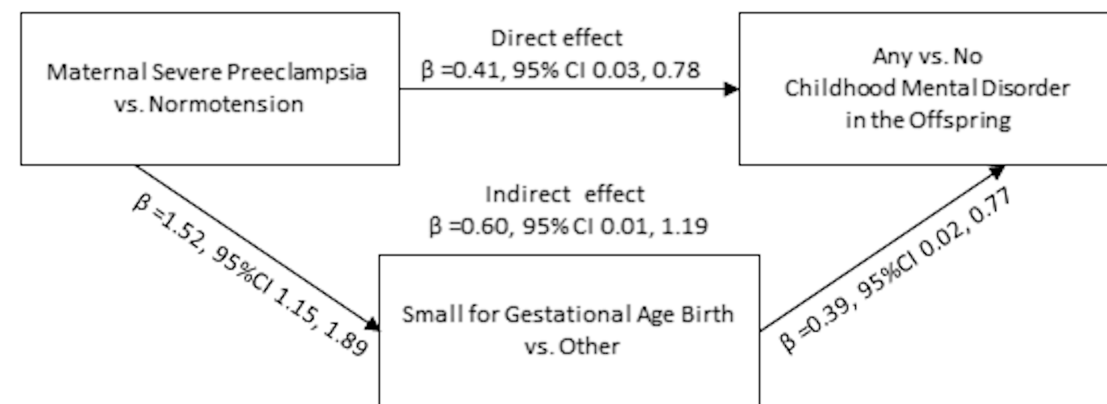 Maternal Severe Preeclampsia
vs. Normotension
Direct effect
β =0.41, 95% CI 0.03, 0.78
Any vs. No
Childhood Mental Disorder
in the Offspring
β =1.52, 95%CI 1.15, 1.89
Indirect effect
β =0.60, 95% CI 0.01, 1.19
β =0.39, 95%CI 0.02, 0.77
Small for Gestational Age Birth
vs. Other